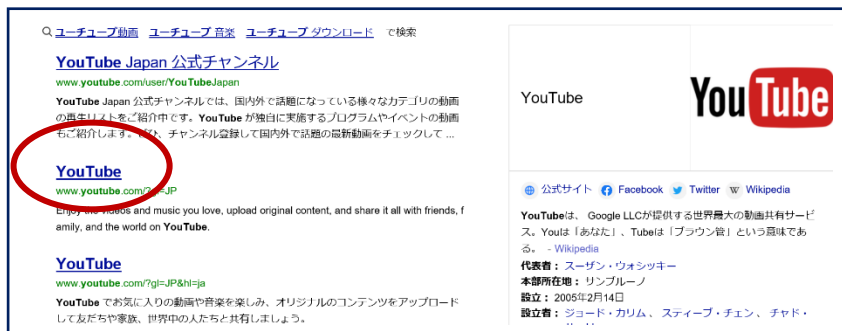 ユーチューブ動画 ユーチューブ 音楽 ユーチューブ ダウンロード で検索
YouTube Japan 公式チャンネル
www.youtube.com/user/YouTubeJapan
YouTube Japan 公式チャンネルでは、国内外で話題になっている様々なカテゴリの動画
の再生リストをご紹介中です。YouTube が独自に実施するプログラムやイベントの動画
もご紹介します。ぜひ、チャンネル登録して国内外で話題の最新動画をチェックして ...
YouTube
www.youtube.com/?gl=JP
Enjoy the videos and music you love, upload original content, and share it all with friends, f
amily, and the world on YouTube.
YouTube
www.youtube.com/?gl=JP&hl=ja
YouTube でお気に入りの動画や音楽を楽しみ、オリジナルのコンテンツをアップロード
して友だちや家族、世界中の人たちと共有しましょう。
YouTube
YouTube
公式サイト Facebook Twitter W Wikipedia
YouTubeは、 Google LLCが提供する世界最大の動画共有サービ
ス。Youは「あなた」、Tubeは「ブラウン管」という意味であ
る。 - Wikipedia
代表者： スーザン・ウォシッキー
本部所在地： サンブルーノ
設立： 2005年2月14日
設立者： ジョード・カリム 、 スティーブ・チェン 、 チャド・